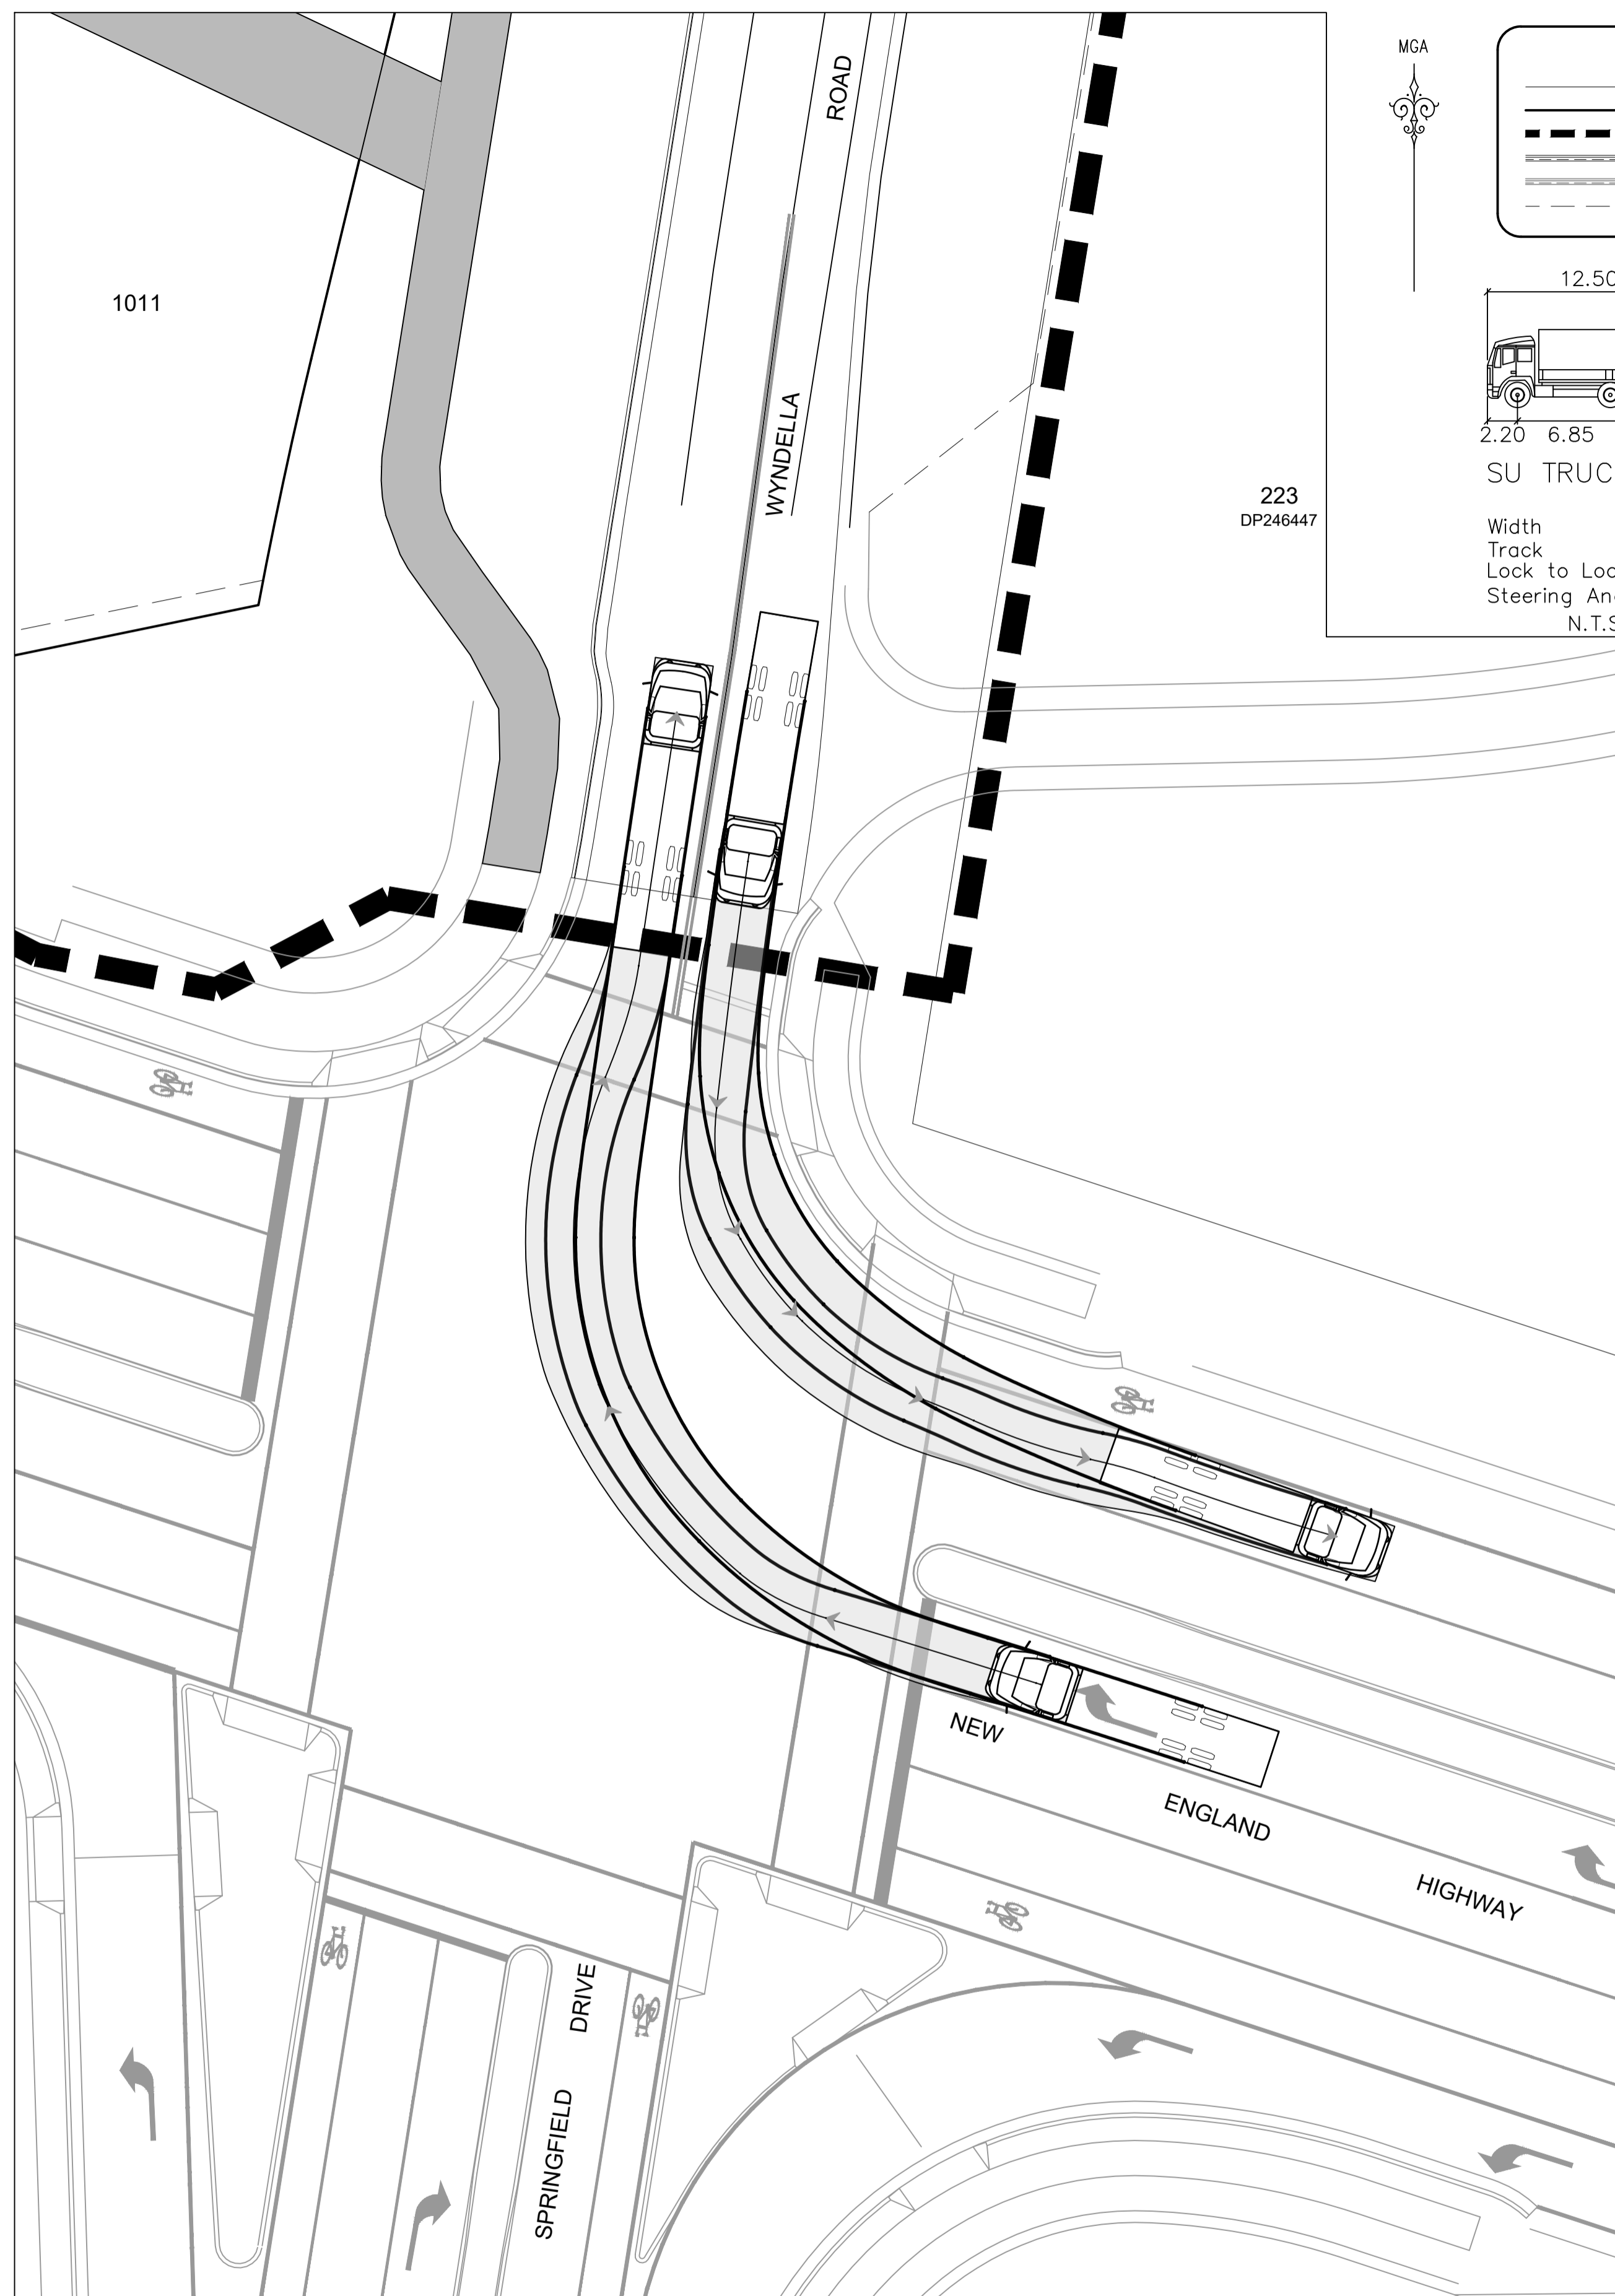 MGA
ROAD
WYNDELLA
1011
223
DP246447
12.50
2.20 6.85
SU TRUC
Width
Track
Lock to Loc
Steering An
N.T.S
NEW
ENGLAND
HIGHWAY
DRIVE
SPRINGFIELD